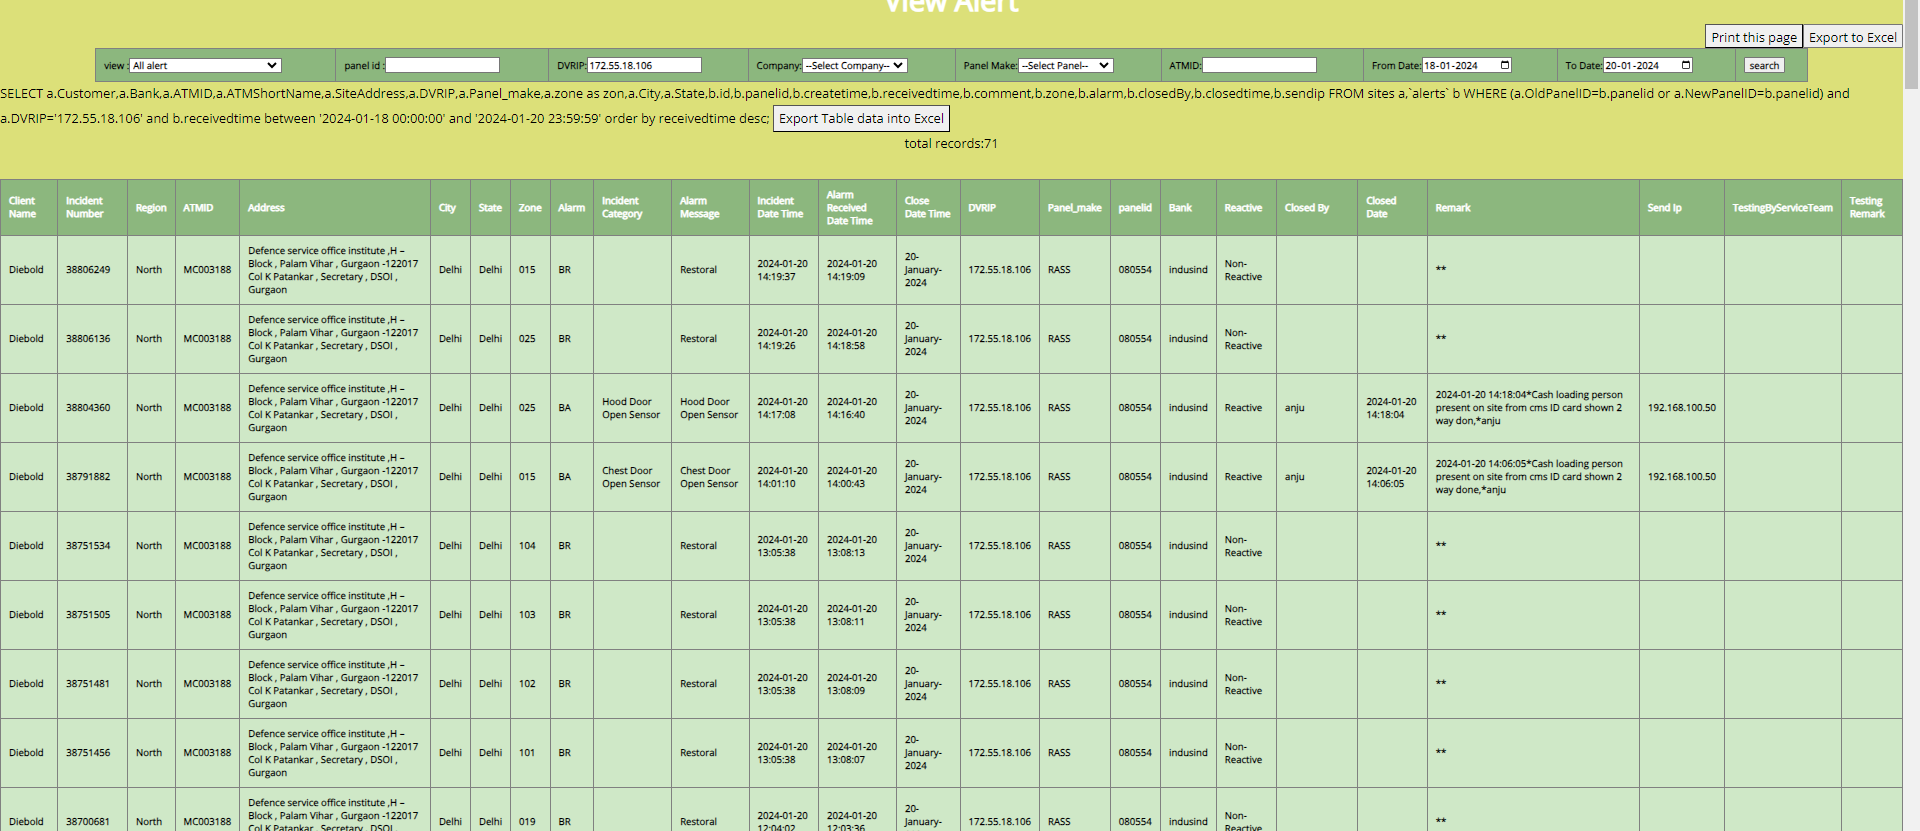 View Alert
Print this page Export to Excel
view : All alert panel id : DVRIP: 172.55.18.106 Company: --Select Company-- Panel Make: --Select Panel-- ATMID: From Date: 18-01-2024 To Date: 20-01-2024 search
SELECT a.Customer,a.Bank,a.ATMID,a.ATMShortName,a.SiteAddress,a.DVRIP,a.Panel_make,a.zone as zon,a.City,a.State,b.id,b.panelid,b.createtime,b.receivedtime,b.comment,b.zone,b.alarm,b.closedBy,b.closedtime,b.sendip FROM sites a,`alerts` b WHERE (a.OldPanelID=b.panelid or a.NewPanelID=b.panelid) and
a.DVRIP='172.55.18.106' and b.receivedtime between '2024-01-18 00:00:00' and '2024-01-20 23:59:59' order by receivedtime desc; Export Table data into Excel
total records:71
Client Name Incident Number Region ATMID Address City State Zone Alarm Incident Category Alarm Message Incident Date Time Alarm Received Date Time Close Date Time DVRIP Panel_make panelid Bank Reactive Closed By Closed Date Remark Send Ip TestingByServiceTeam Testing Remark
Diebold 38806249 North MC003188 Defence service office institute ,H – Block , Palam Vihar , Gurgaon -122017 Col K Patankar , Secretary , DSOI , Gurgaon Delhi Delhi 015 BR Restoral 2024-01-20 14:19:37 2024-01-20 14:19:09 20-January-2024 172.55.18.106 RASS 080554 indusind Non-Reactive **
Diebold 38806136 North MC003188 Defence service office institute ,H – Block , Palam Vihar , Gurgaon -122017 Col K Patankar , Secretary , DSOI , Gurgaon Delhi Delhi 025 BR Restoral 2024-01-20 14:19:26 2024-01-20 14:18:58 20-January-2024 172.55.18.106 RASS 080554 indusind Non-Reactive **
Diebold 38804360 North MC003188 Defence service office institute ,H – Block , Palam Vihar , Gurgaon -122017 Col K Patankar , Secretary , DSOI , Gurgaon Delhi Delhi 025 BA Hood Door Open Sensor Hood Door Open Sensor 2024-01-20 14:17:08 2024-01-20 14:16:40 20-January-2024 172.55.18.106 RASS 080554 indusind Reactive anju 2024-01-20 14:18:04 2024-01-20 14:18:04*Cash loading person present on site from cms ID card shown 2 way don,*anju 192.168.100.50
Diebold 38791882 North MC003188 Defence service office institute ,H – Block , Palam Vihar , Gurgaon -122017 Col K Patankar , Secretary , DSOI , Gurgaon Delhi Delhi 015 BA Chest Door Open Sensor Chest Door Open Sensor 2024-01-20 14:01:10 2024-01-20 14:00:43 20-January-2024 172.55.18.106 RASS 080554 indusind Reactive anju 2024-01-20 14:06:05 2024-01-20 14:06:05*Cash loading person present on site from cms ID card shown 2 way done,*anju 192.168.100.50
Diebold 38751534 North MC003188 Defence service office institute ,H – Block , Palam Vihar , Gurgaon -122017 Col K Patankar , Secretary , DSOI , Gurgaon Delhi Delhi 104 BR Restoral 2024-01-20 13:05:38 2024-01-20 13:08:13 20-January-2024 172.55.18.106 RASS 080554 indusind Non-Reactive **
Diebold 38751505 North MC003188 Defence service office institute ,H – Block , Palam Vihar , Gurgaon -122017 Col K Patankar , Secretary , DSOI , Gurgaon Delhi Delhi 103 BR Restoral 2024-01-20 13:05:38 2024-01-20 13:08:11 20-January-2024 172.55.18.106 RASS 080554 indusind Non-Reactive **
Diebold 38751481 North MC003188 Defence service office institute ,H – Block , Palam Vihar , Gurgaon -122017 Col K Patankar , Secretary , DSOI , Gurgaon Delhi Delhi 102 BR Restoral 2024-01-20 13:05:38 2024-01-20 13:08:09 20-January-2024 172.55.18.106 RASS 080554 indusind Non-Reactive **
Diebold 38751456 North MC003188 Defence service office institute ,H – Block , Palam Vihar , Gurgaon -122017 Col K Patankar , Secretary , DSOI , Gurgaon Delhi Delhi 101 BR Restoral 2024-01-20 13:05:38 2024-01-20 13:08:07 20-January-2024 172.55.18.106 RASS 080554 indusind Non-Reactive **
Diebold 38700681 North MC003188 Defence service office institute ,H – Block , Palam Vihar , Gurgaon -122017 Col K Patankar , Secretary , DSOI , Delhi Delhi 019 BR Restoral 2024-01-20 12:04:02 2024-01-20 12:03:36 20-January- 172.55.18.106 RASS 080554 indusind Non-Reactive **